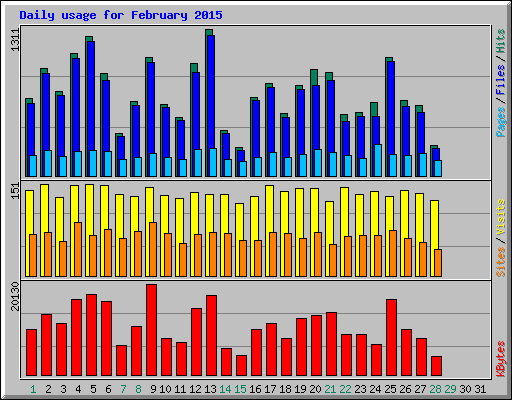 Daily usage for February 2015
1311
Pages / Files / Hits
151
Sites / Visits
20130
KBytes
1 2 3 4 5 6 7 8 9 10 11 12 13 14 15 16 17 18 19 20 21 22 23 24 25 26 27 28 29 30 31